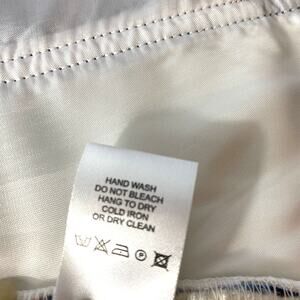 HAND WASH
DO NOT BLEACH
HANG TO DRY
COLD IRON
OR DRY CLEAN